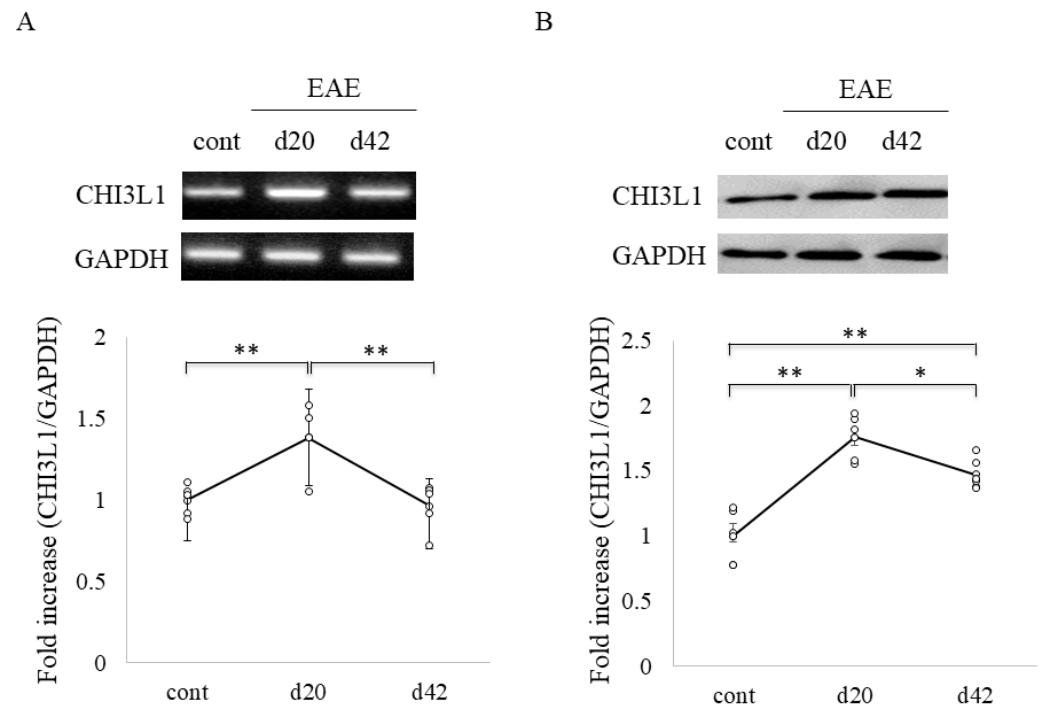 A
EAE
cont d20 d42
CHI3L1
GAPDH
Fold increase (CHI3L1/GAPDH)
2
1.5
1
0.5
0
** **
cont d20 d42
B
EAE
cont d20 d42
CHI3L1
GAPDH
Fold increase (CHI3L1/GAPDH)
2.5
2
1.5
1
0.5
0
**
** *
cont d20 d42